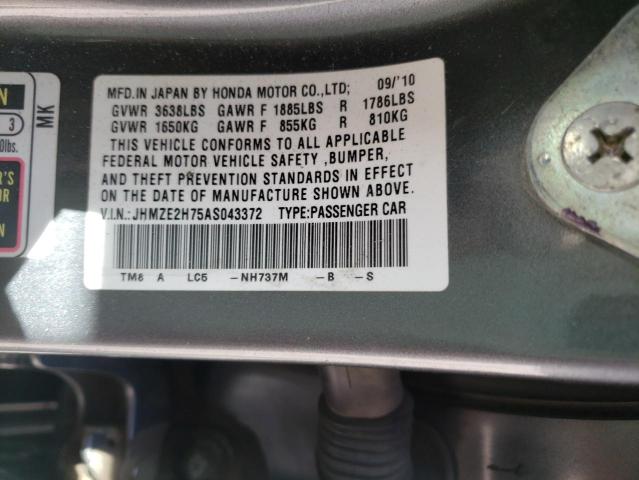 MFD.IN JAPAN BY HONDA MOTOR CO.,LTD; 09/'10
GVWR 3638LBS GAWR F 1885LBS R 1786LBS
GVWR 1650KG GAWR F 855KG R 810KG
THIS VEHICLE CONFORMS TO ALL APPLICABLE
FEDERAL MOTOR VEHICLE SAFETY ,BUMPER,
AND THEFT PREVENTION STANDARDS IN EFFECT
ON THE DATE OF MANUFACTURE SHOWN ABOVE.
V.I.N.: JHMZE2H75AS043372 TYPE:PASSENGER CAR
TM8 A LC5 -NH737M -B -S
MK
3